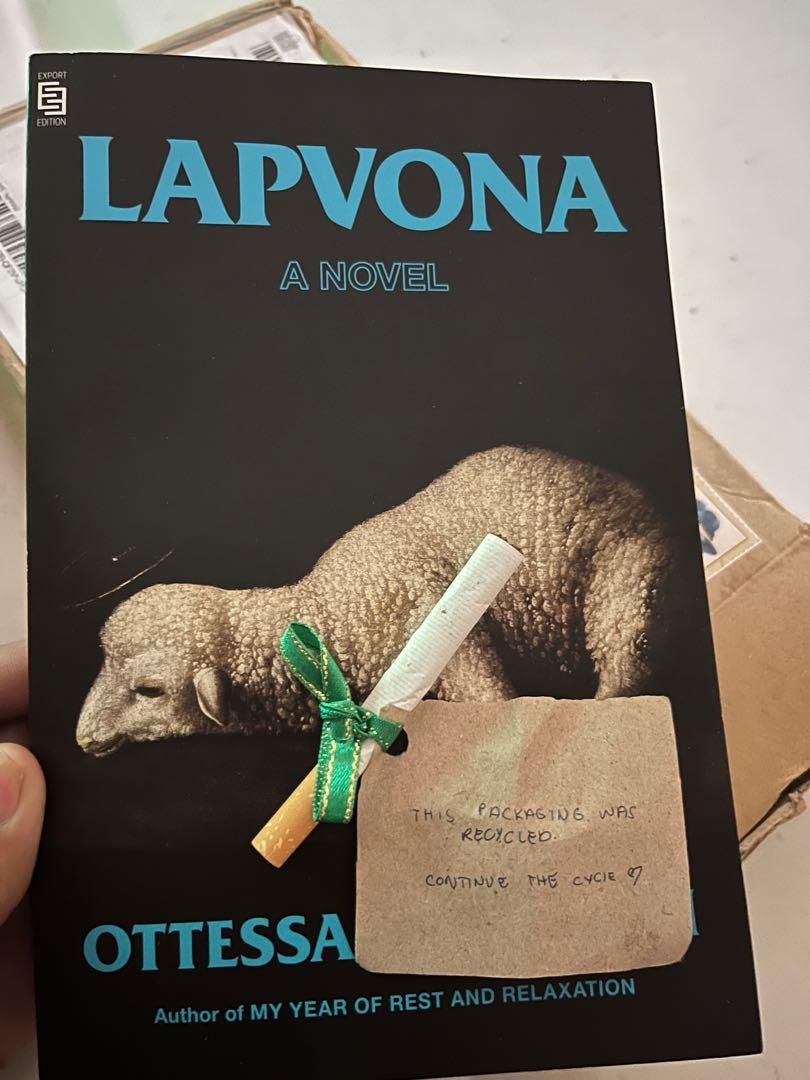 EXPORT
EDITION
LAPVONA
A NOVEL
THIS PACKAGING WAS
RECYCLED.
CONTINUE THE CYCLE ♡
OTTESSA
Author of MY YEAR OF REST AND RELAXATION